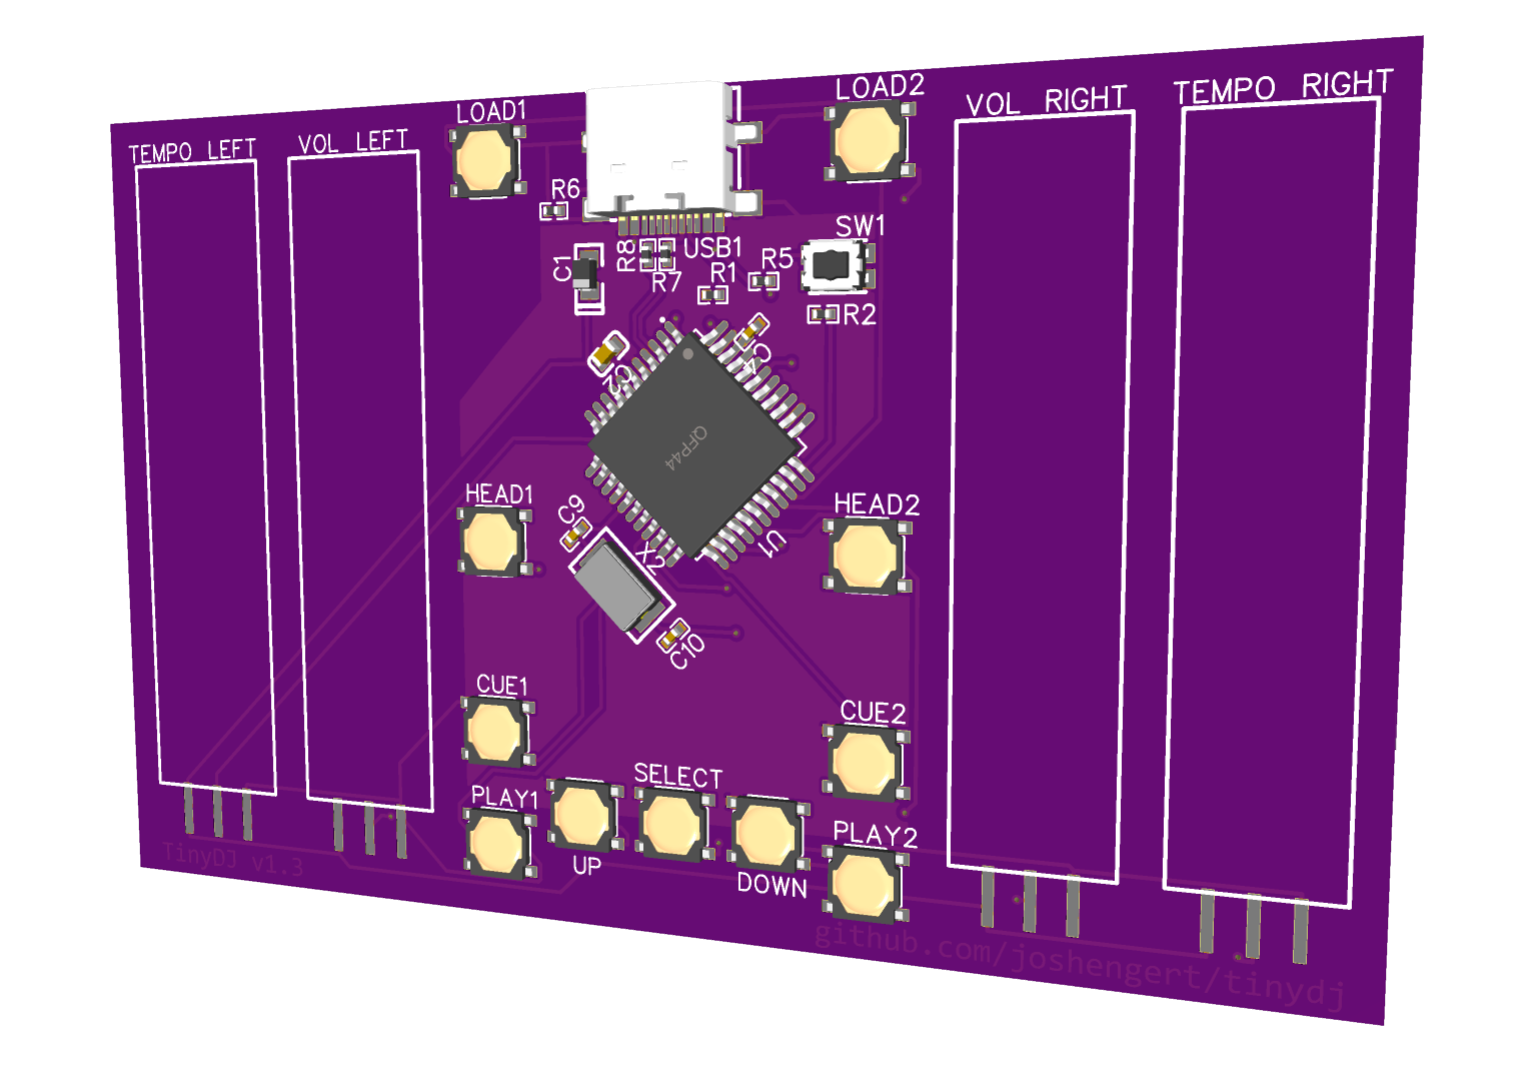 TEMPO LEFT
VOL LEFT
LOAD1
LOAD2
VOL RIGHT
TEMPO RIGHT
R6
SW1
R8
USB1
C1
R7
R1
R5
R2
C4
C2
QFP44
HEAD1
HEAD2
C9
X2
U1
C10
CUE1
CUE2
SELECT
PLAY1
PLAY2
UP
DOWN
TinyDJ v1.3
github.com/joshengert/tinydj